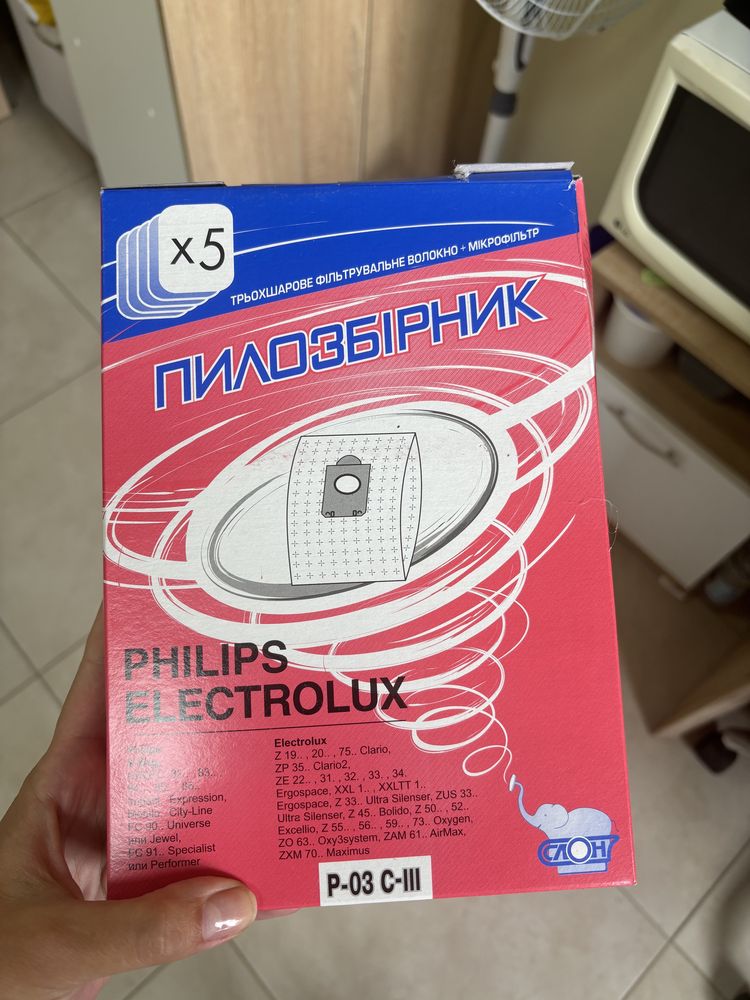 x5
ТРЬОХШАРОВЕ ФІЛЬТРУВАЛЬНЕ ВОЛОКНО + МІКРОФІЛЬТР
ПИЛОЗБІРНИК
PHILIPS
ELECTROLUX
83..,
Expression,
City-Line
FC 90.. Universe
или Jewel,
FC 91.. Specialist
или Performer
Electrolux
Z 19.. , 20.. , 75.. Clario,
ZP 35.. Clario2,
ZE 22.. , 31. , 32. , 33. , 34.
Ergospace, XXL 1.. , XXLTT 1..
Ergospace, Z 33.. Ultra Silenser, ZUS 33..
Ultra Silenser, Z 45.. Bolido, Z 50.. , 52..
Excellio, Z 55.. , 56.. , 59.. , 73.. Oxygen,
ZO 63.. Oxy3system, ZAM 61.. AirMax,
ZXM 70.. Maximus
P-03 C-III
СЛОН